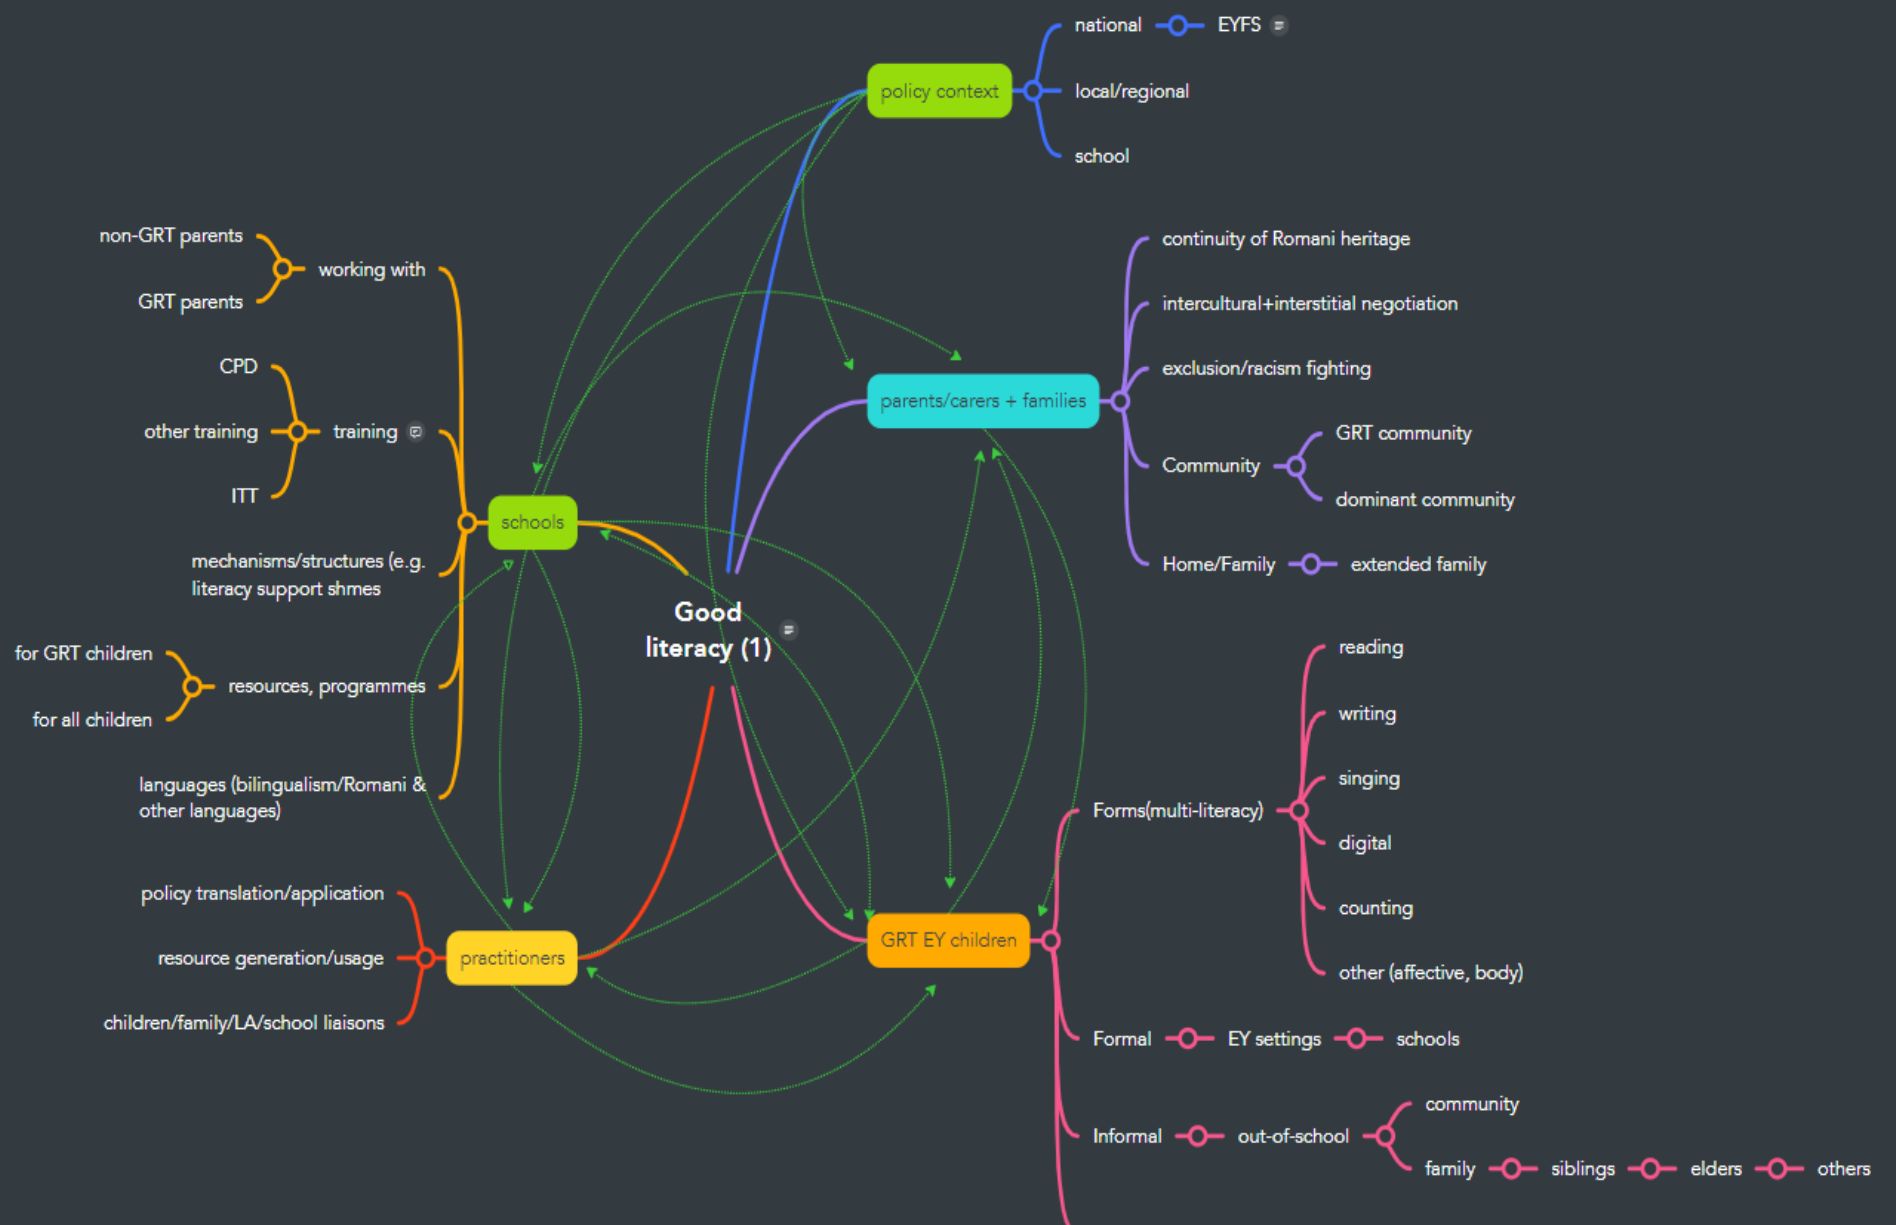 national
EYFS
policy context
local/regional
school
non-GRT parents
working with
GRT parents
CPD
other training
training
ITT
schools
mechanisms/structures (e.g.
literacy support shmes
for GRT children
resources, programmes
for all children
languages (bilingualism/Romani &
other languages)
continuity of Romani heritage
intercultural+interstitial negotiation
exclusion/racism fighting
parents/carers + families
GRT community
Community
dominant community
Home/Family
extended family
Good
literacy (1)
policy translation/application
resource generation/usage
practitioners
children/family/LA/school liaisons
reading
writing
singing
Forms(multi-literacy)
digital
counting
other (affective, body)
GRT EY children
Formal
EY settings
schools
community
Informal
out-of-school
family
siblings
elders
others